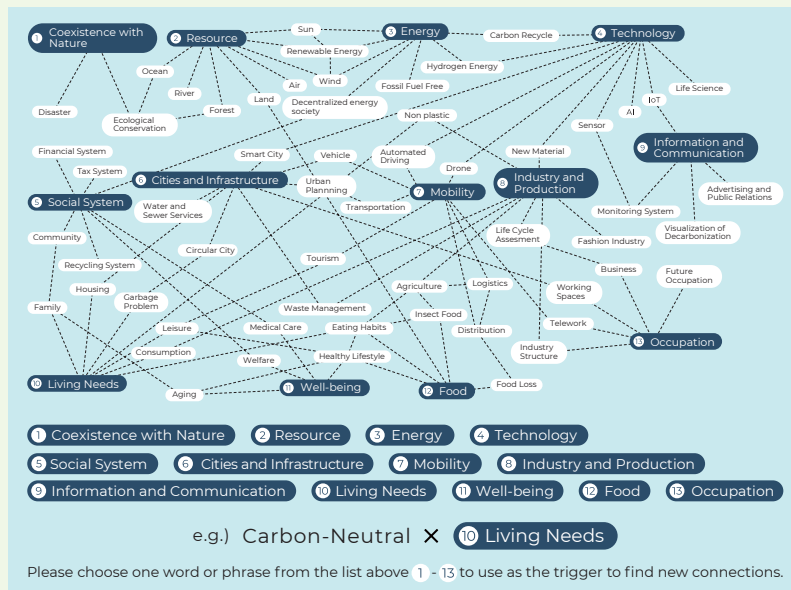 1 Coexistence with
Nature
2 Resource
Sun
3 Energy
Carbon Recycle
4 Technology
Renewable Energy
Hydrogen Energy
Ocean
Wind
Air
Fossil Fuel Free
Life Science
River
Land
IoT
Decentralized energy
society
Disaster
Forest
AI
Non plastic
Ecological
Conservation
Sensor
Financial System
Smart City
Vehicle
Automated
Driving
New Material
9 Information and
Communication
Tax System
Drone
6 Cities and Infrastructure
Urban
Plannning
7 Mobility
8 Industry and
Production
Advertising and
Public Relations
5 Social System
Water and
Sewer Services
Transportation
Monitoring System
Community
Life Cycle
Assesment
Fashion Industry
Visualization of
Decarbonization
Circular City
Recycling System
Tourism
Business
Future
Occupation
Housing
Garbage
Problem
Agriculture
Logistics
Working
Spaces
Family
Waste Management
Insect Food
Leisure
Medical Care
Eating Habits
Distribution
Telework
13 Occupation
Consumption
Welfare
Healthy Lifestyle
Industry
Structure
10 Living Needs
Aging
11 Well-being
12 Food
Food Loss
1 Coexistence with Nature
2 Resource
3 Energy
4 Technology
5 Social System
6 Cities and Infrastructure
7 Mobility
8 Industry and Production
9 Information and Communication
10 Living Needs
11 Well-being
12 Food
13 Occupation
e.g.) Carbon-Neutral × 10 Living Needs
Please choose one word or phrase from the list above 1 - 13 to use as the trigger to find new connections.